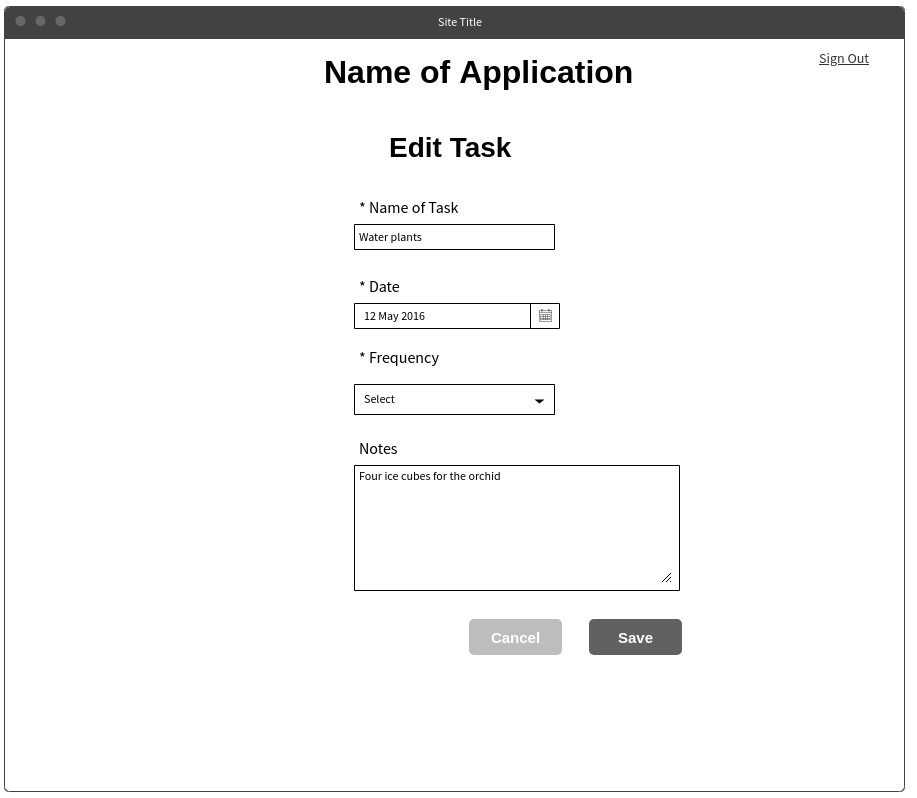 Site Title
Sign Out
Name of Application
Edit Task
* Name of Task
Water plants
* Date
12 May 2016
* Frequency
Select
Notes
Four ice cubes for the orchid
Cancel
Save